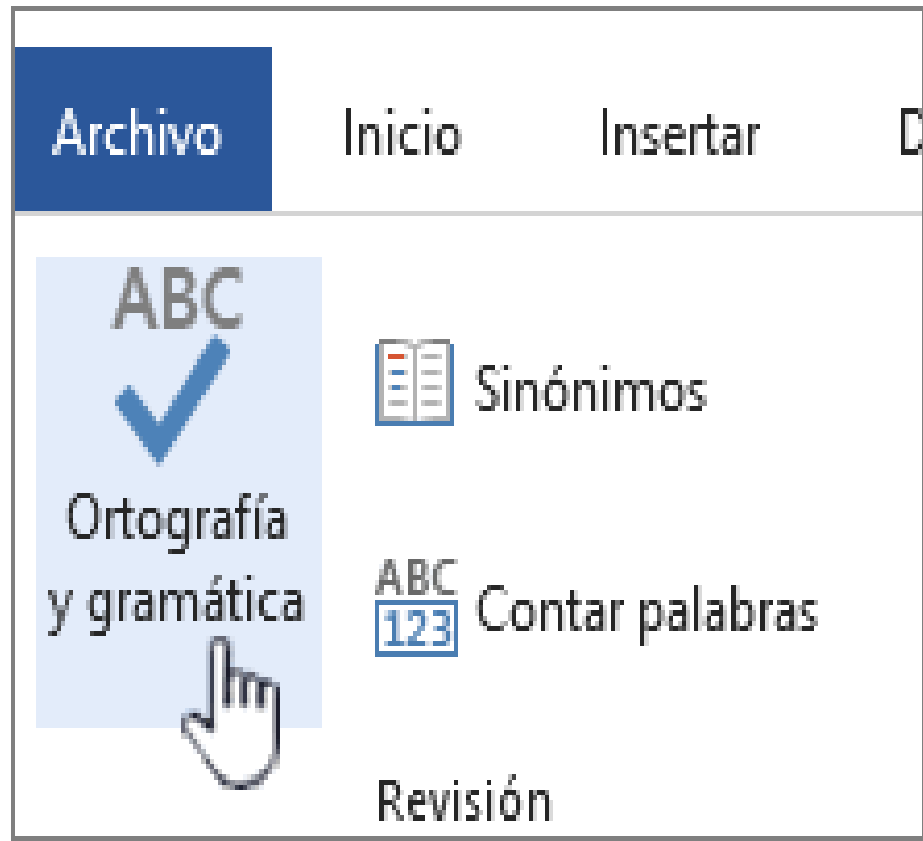 Archivo Inicio Insertar D
ABC
Ortografía
y gramática
Sinónimos
ABC
123
Contar palabras
Revisión